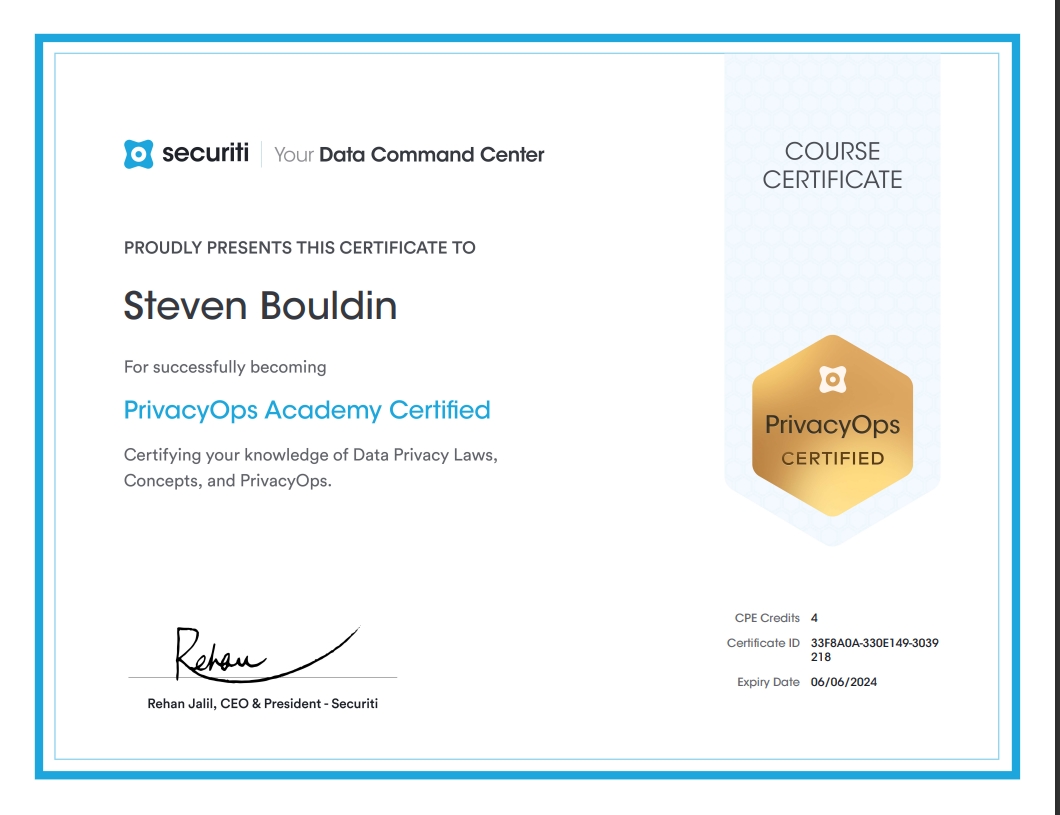 securiti Your Data Command Center
COURSE
CERTIFICATE
PROUDLY PRESENTS THIS CERTIFICATE TO
Steven Bouldin
For successfully becoming
PrivacyOps Academy Certified
Certifying your knowledge of Data Privacy Laws,
Concepts, and PrivacyOps.
PrivacyOps
CERTIFIED
Rehan
Rehan Jalil, CEO & President - Securiti
CPE Credits 4
Certificate ID 33F8A0A-330E149-3039
218
Expiry Date 06/06/2024